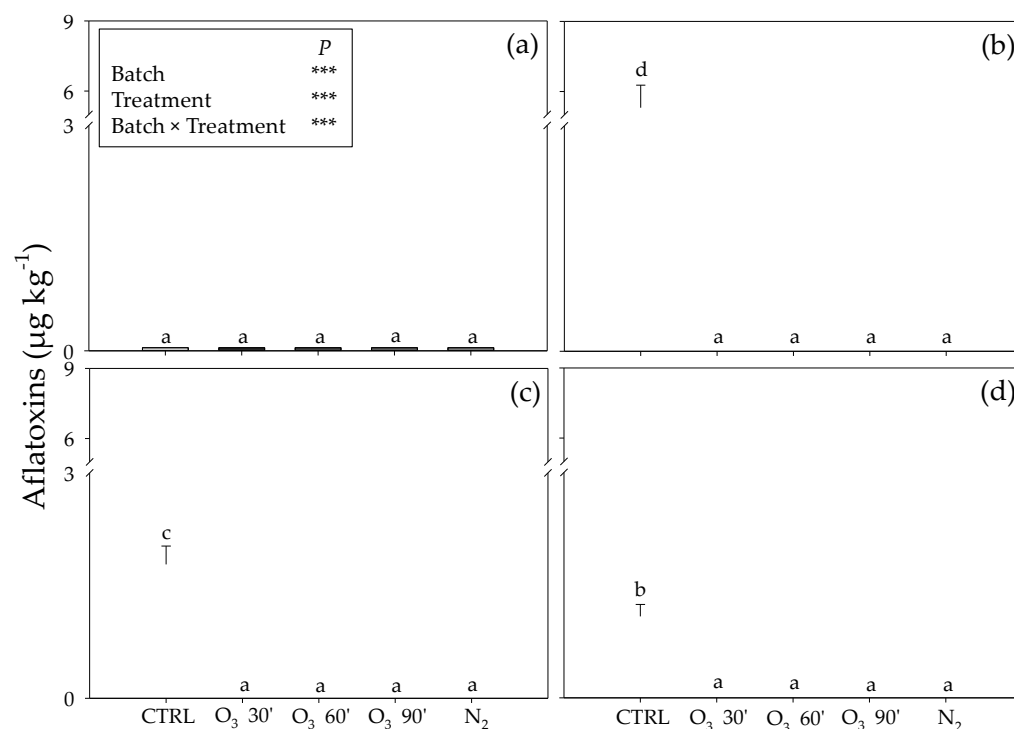 9
6
3
0
P
Batch ***
Treatment ***
Batch × Treatment ***
(a)
a a a a a
(b)
d
a a a a
Aflatoxins (µg kg⁻¹)
9
6
3
0
(c)
c
a a a a
CTRL O₃ 30' O₃ 60' O₃ 90' N₂
(d)
b
a a a a
CTRL O₃ 30' O₃ 60' O₃ 90' N₂